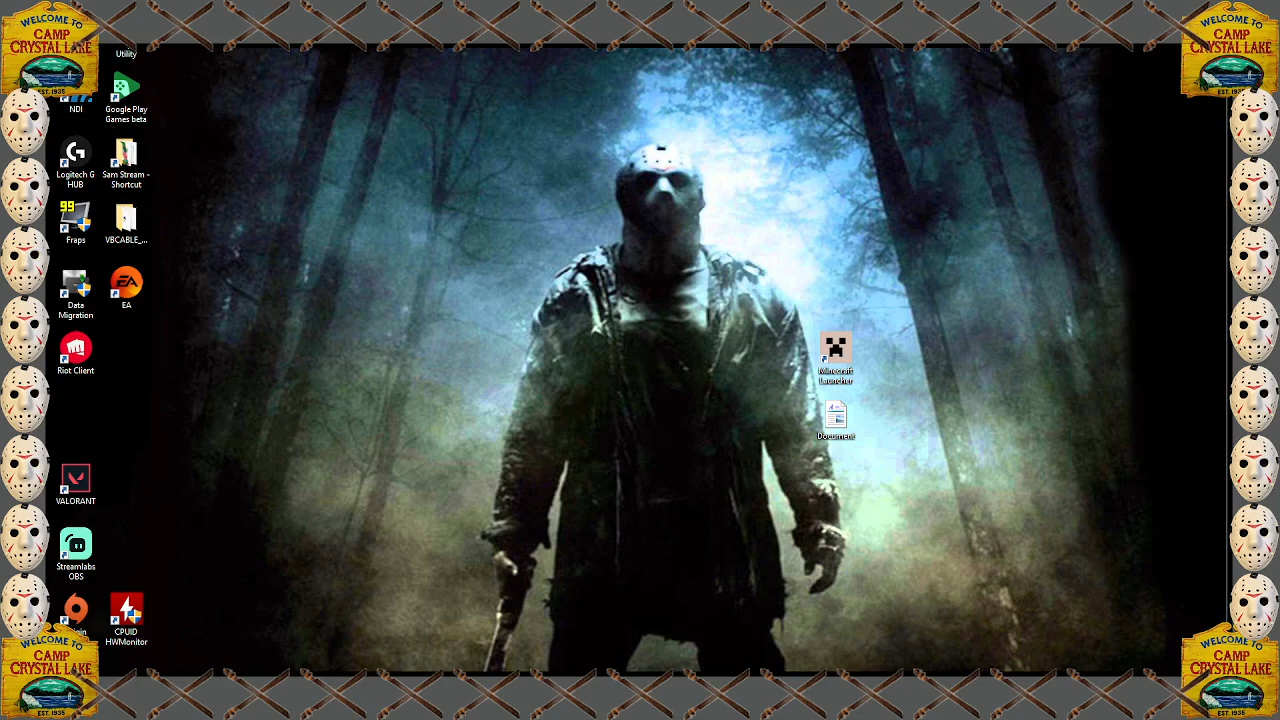 WELCOME TO
CAMP
CRYSTAL LAKE
EST. 1935
WELCOME TO
CAMP
CRYSTAL LAKE
EST. 1935
Utility
NDI
Google Play
Games beta
Logitech G
HUB
Sam Stream -
Shortcut
99
Fraps
VBCABLE_...
Data
Migration
EA
EA
Riot Client
Minecraft
Launcher
Document
VALORANT
Streamlabs
OBS
CPUID
HWMonitor
WELCOME TO
CAMP
CRYSTAL LAKE
EST. 1935
WELCOME TO
CAMP
CRYSTAL LAKE
EST. 1935